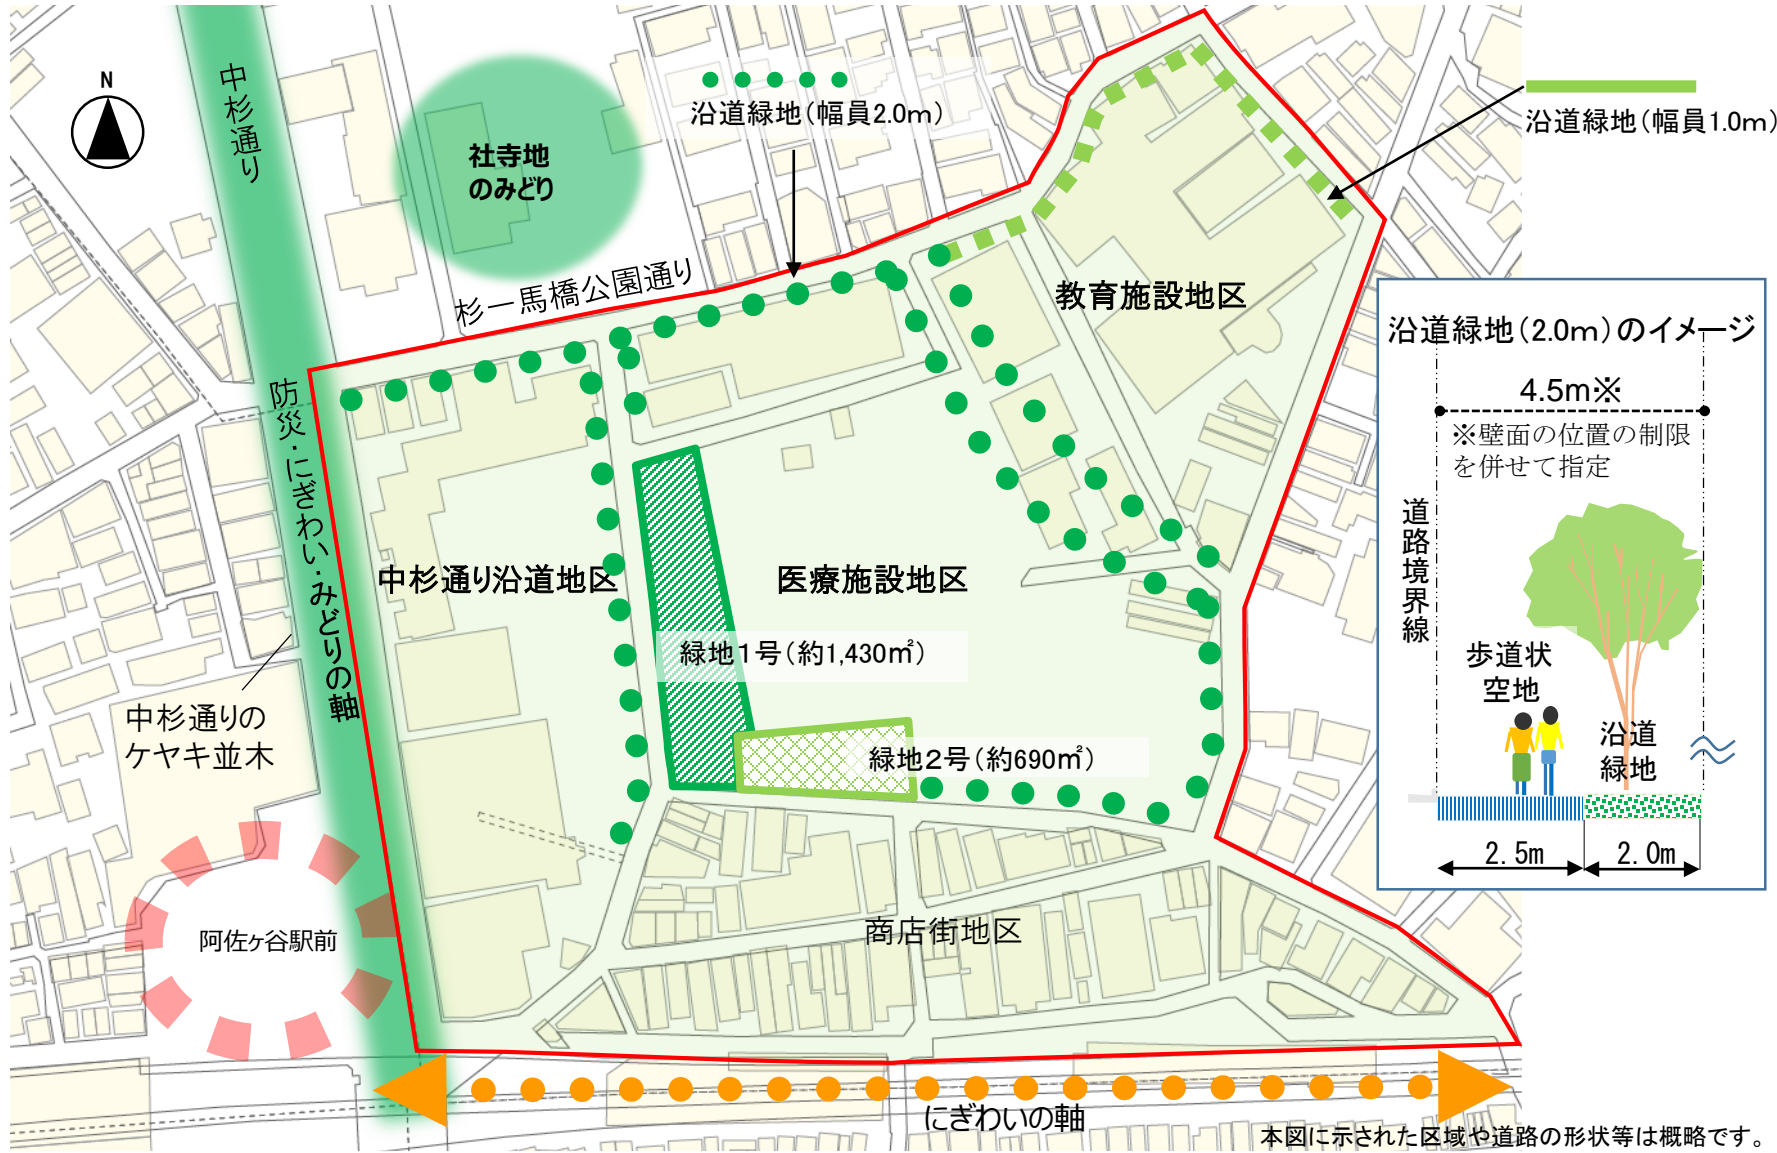 N
中杉通り
社寺地
のみどり
沿道緑地(幅員2.0m)
沿道緑地(幅員1.0m)
杉一馬橋公園通り
教育施設地区
防災・にぎわい・みどりの軸
中杉通り沿道地区
医療施設地区
緑地1号(約1,430㎡)
緑地2号(約690㎡)
中杉通りの
ケヤキ並木
阿佐ヶ谷駅前
商店街地区
にぎわいの軸
沿道緑地(2.0m)のイメージ
4.5m※
※壁面の位置の制限
を併せて指定
道路境界線
歩道状
空地
沿道
緑地
2.5m
2.0m
本図に示された区域や道路の形状等は概略です。